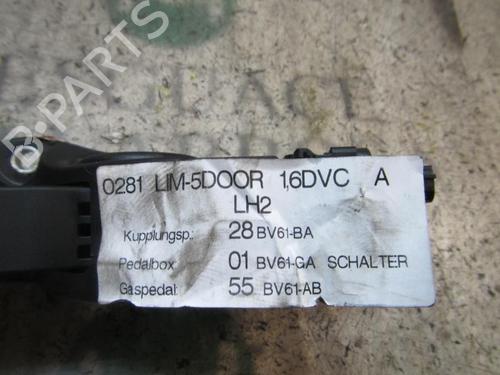 B-PARTS
0281 LIM-5DOOR 1,6DVC A
LH2
Kupplungsp.: 28 BV61-BA
Pedalbox: 01 BV61-GA SCHALTER
Gaspedal: 55 BV61-AB